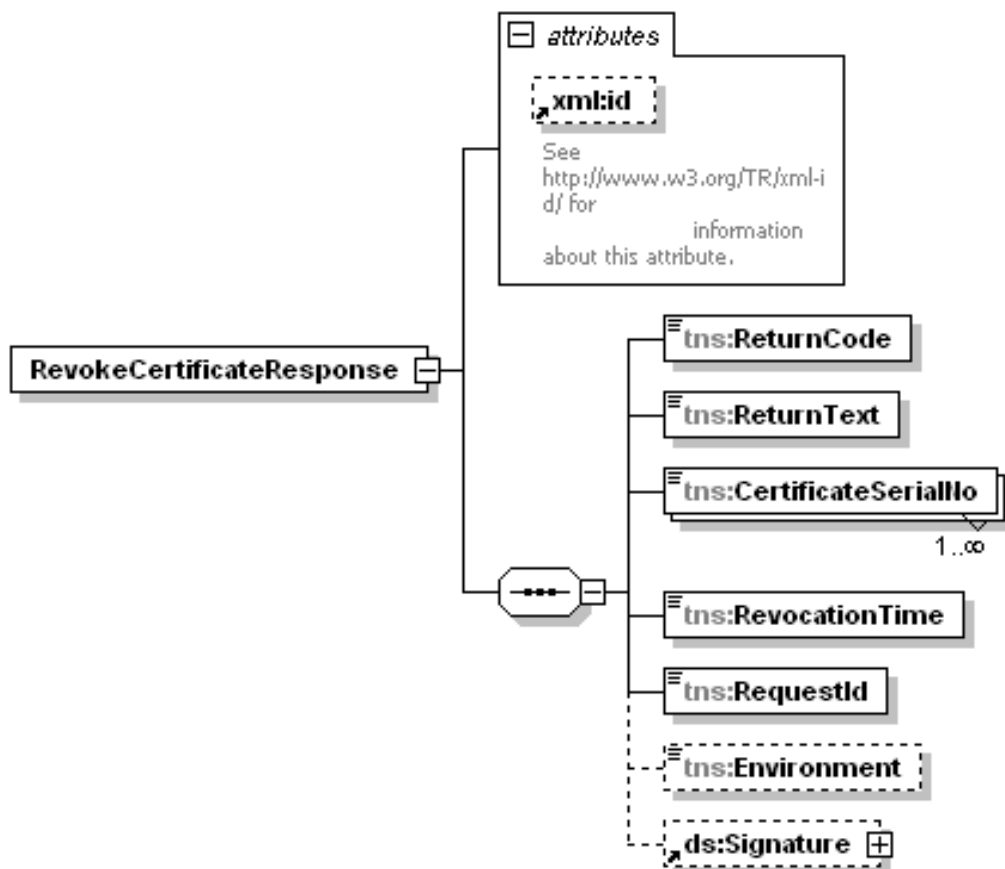 attributes
xml:id
See
http://www.w3.org/TR/xml-i
d/ for
information
about this attribute.
RevokeCertificateResponse
tns:ReturnCode
tns:ReturnText
tns:CertificateSerialNo
1..∞
tns:RevocationTime
tns:RequestId
tns:Environment
ds:Signature